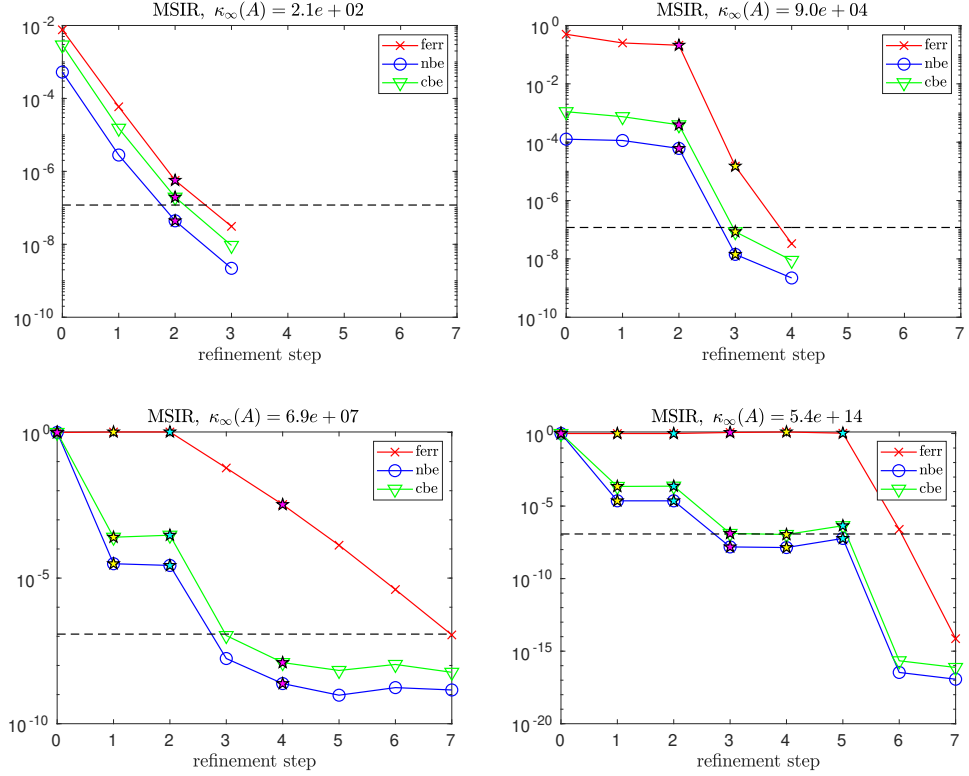 MSIR, κ∞(A) = 2.1e + 02
10^-2
10^-4
10^-6
10^-8
10^-10
ferr
nbe
cbe
0 1 2 3 4 5 6 7
refinement step
MSIR, κ∞(A) = 9.0e + 04
10^0
10^-2
10^-4
10^-6
10^-8
10^-10
ferr
nbe
cbe
0 1 2 3 4 5 6 7
refinement step
MSIR, κ∞(A) = 6.9e + 07
10^0
10^-5
10^-10
ferr
nbe
cbe
0 1 2 3 4 5 6 7
refinement step
MSIR, κ∞(A) = 5.4e + 14
10^0
10^-5
10^-10
10^-15
10^-20
ferr
nbe
cbe
0 1 2 3 4 5 6 7
refinement step